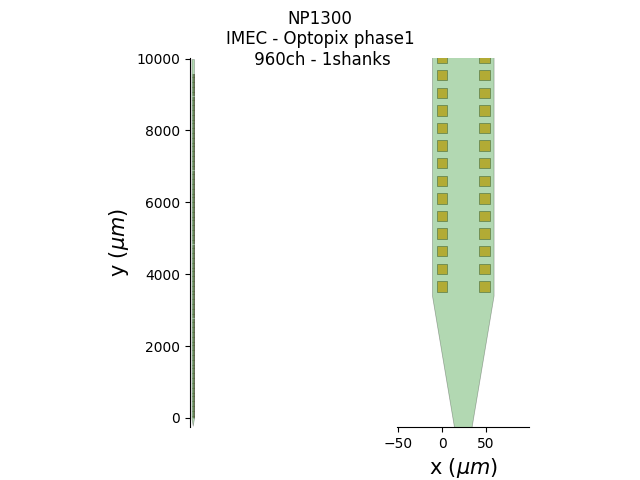 NP1300
IMEC - Optopix phase1
960ch - 1shanks
10000
8000
6000
4000
2000
0
y (μm)
−50 0 50
x (μm)